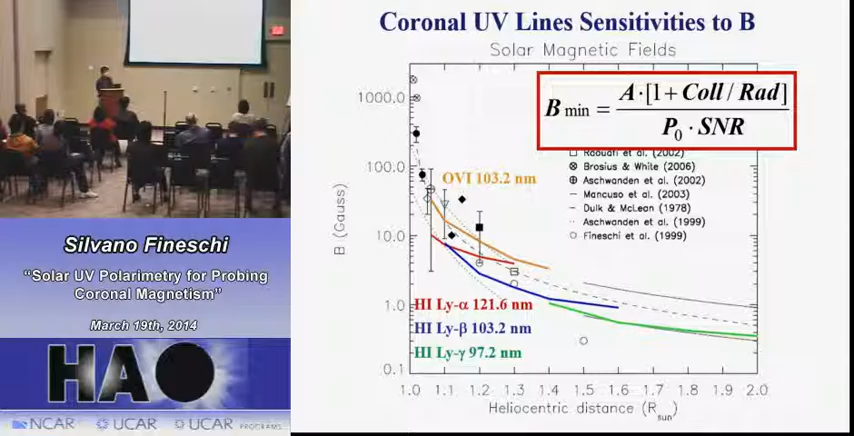 Coronal UV Lines Sensitivities to B
Solar Magnetic Fields
B min = A·[1+Coll/Rad] / P0 · SNR
1000.0
100.0
10.0
1.0
0.1
B (Gauss)
OVI 103.2 nm
Raouafi et al. (2002)
Brosius & White (2006)
Aschwanden et al (2002)
Mancuso et al (2003)
Dulk & McLean (1978)
Aschwanden et al (1999)
Fineschi et al (1999)
HI Ly-α 121.6 nm
HI Ly-β 103.2 nm
HI Ly-γ 97.2 nm
1.0 1.1 1.2 1.3 1.4 1.5 1.6 1.7 1.8 1.9 2.0
Heliocentric distance (Rsun)
Silvano Fineschi
“Solar UV Polarimetry for Probing
Coronal Magnetism”
March 19th, 2014
HAO
NCAR UCAR UCAR PROGRAMS